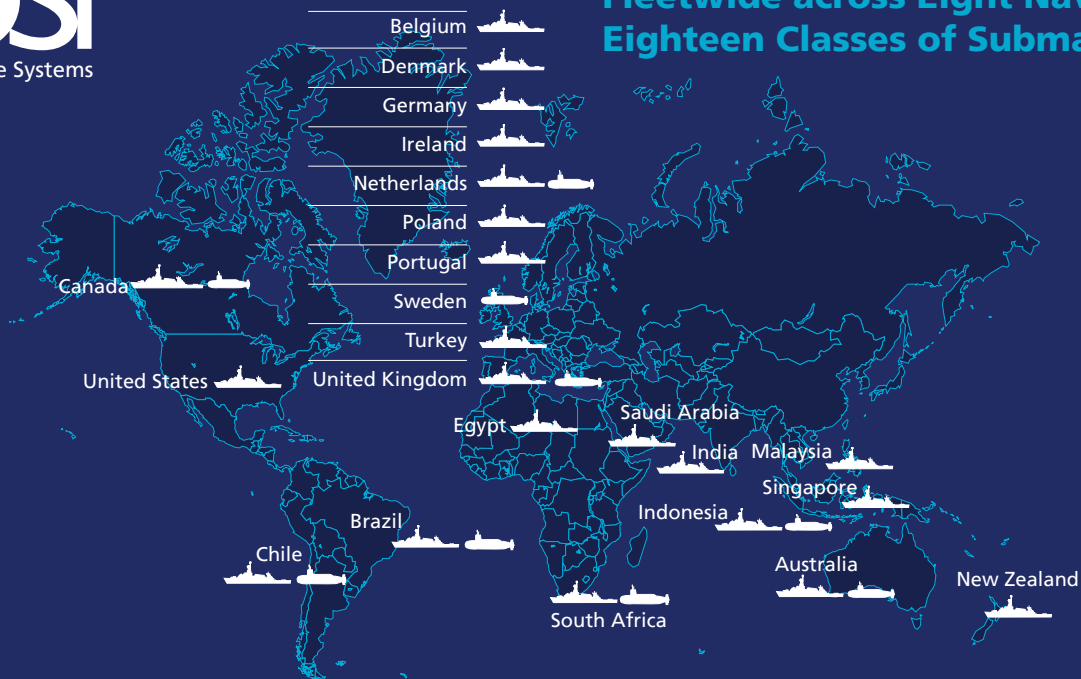 Eighteen Classes of
Systems
Belgium
Denmark
Germany
Ireland
Netherlands
Poland
Portugal
Sweden
Turkey
United Kingdom
Canada
United States
Egypt
Saudi Arabia
India
Malaysia
Singapore
Indonesia
Brazil
Chile
Australia
New Zealand
South Africa